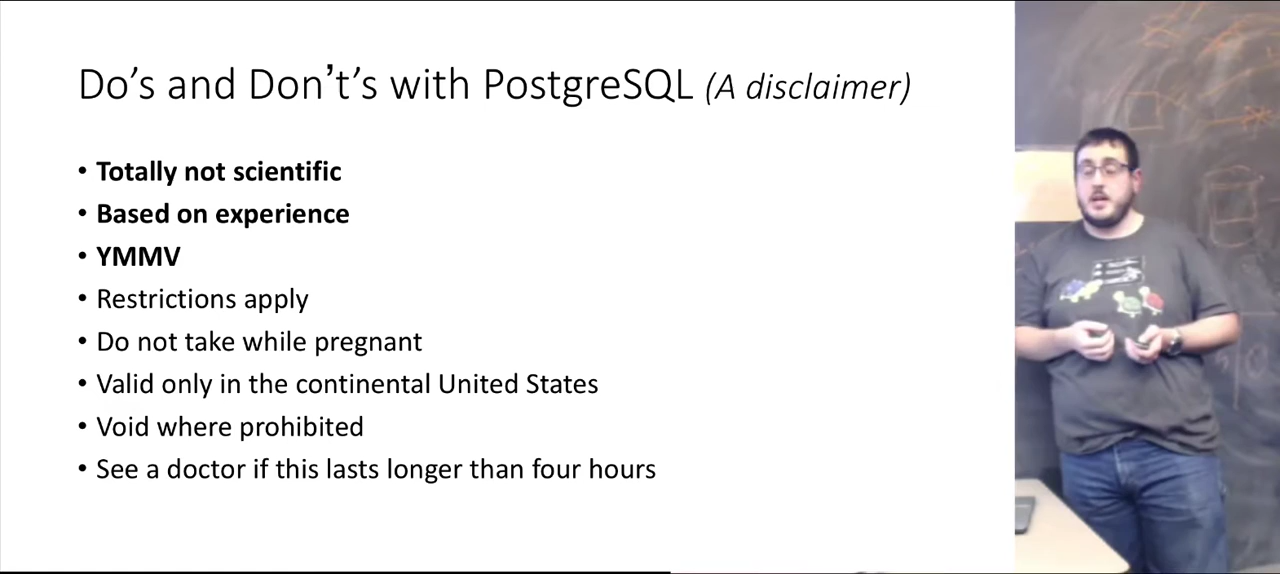 Do’s and Don’t’s with PostgreSQL (A disclaimer)
• Totally not scientific
• Based on experience
• YMMV
• Restrictions apply
• Do not take while pregnant
• Valid only in the continental United States
• Void where prohibited
• See a doctor if this lasts longer than four hours